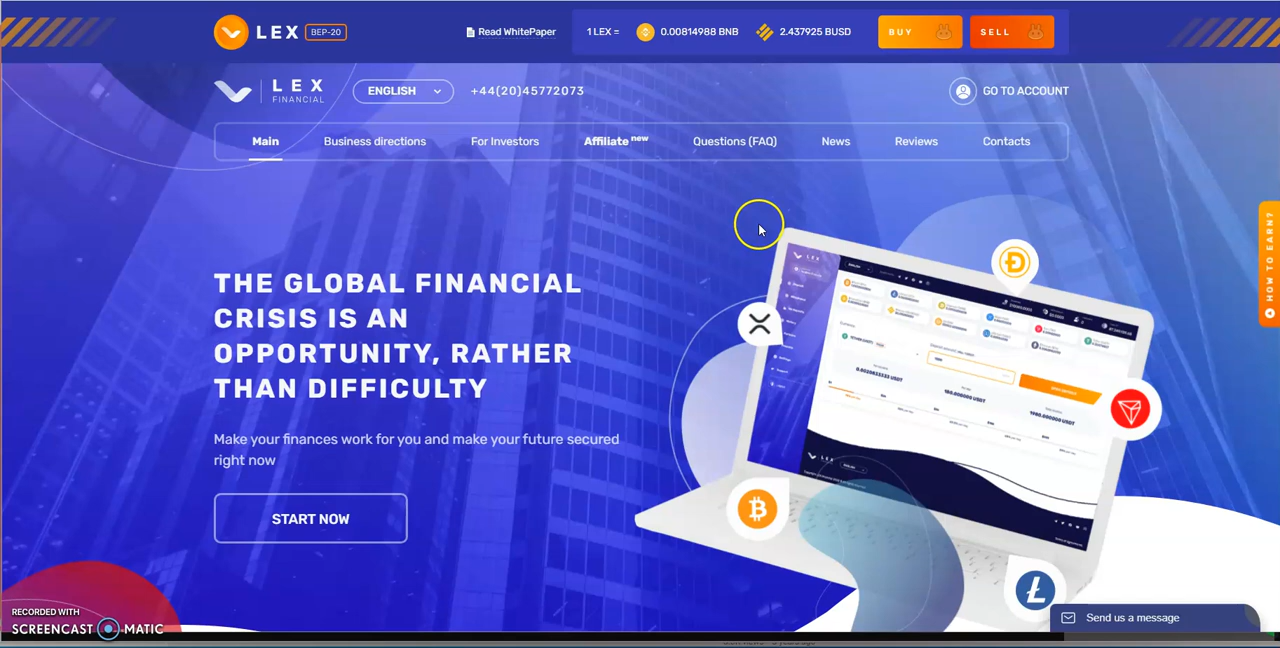 LEX BEP-20
Read WhitePaper
1 LEX = 0.00814988 BNB 2.437925 BUSD
BUY
SELL
LEX
FINANCIAL
ENGLISH
+44(20)45772073
GO TO ACCOUNT
Main Business directions For Investors Affiliate new Questions (FAQ) News Reviews Contacts
HOW TO EARN?
THE GLOBAL FINANCIAL
CRISIS IS AN
OPPORTUNITY, RATHER
THAN DIFFICULTY
Make your finances work for you and make your future secured
right now
START NOW
RECORDED WITH
SCREENCAST-O-MATIC
Send us a message